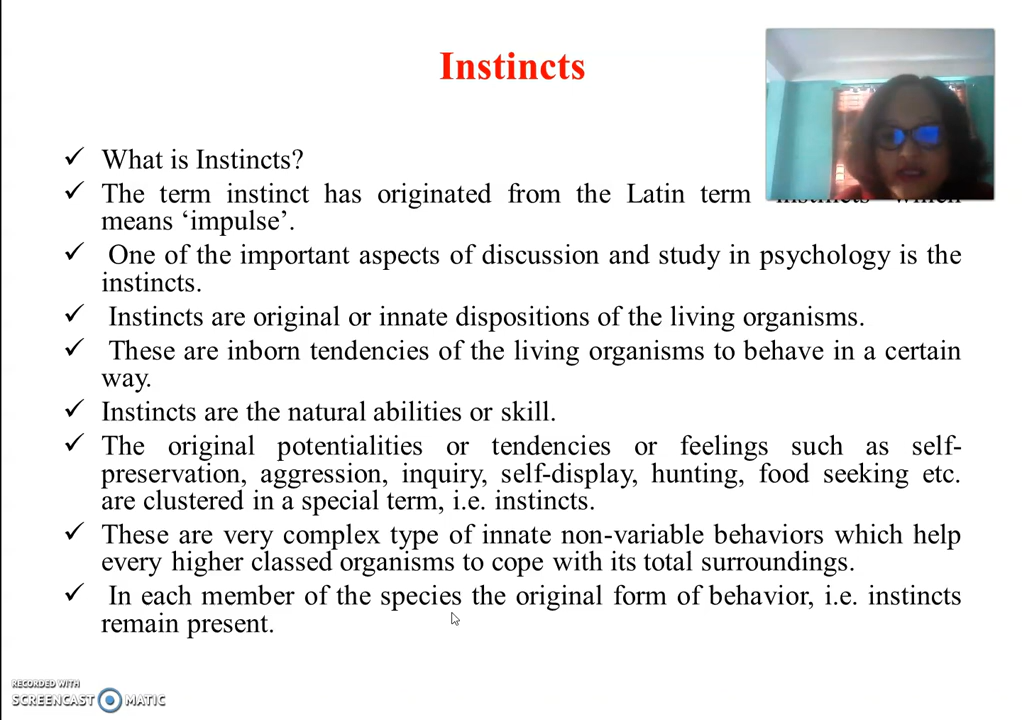 Instincts
What is Instincts?
The term instinct has originated from the Latin term
means ‘impulse’.
One of the important aspects of discussion and study in psychology is the
instincts.
Instincts are original or innate dispositions of the living organisms.
These are inborn tendencies of the living organisms to behave in a certain
way.
Instincts are the natural abilities or skill.
The original potentialities or tendencies or feelings such as self-
preservation, aggression, inquiry, self-display, hunting, food seeking etc.
are clustered in a special term, i.e. instincts.
These are very complex type of innate non-variable behaviors which help
every higher classed organisms to cope with its total surroundings.
In each member of the species the original form of behavior, i.e. instincts
remain present.
RECORDED WITH
SCREENCAST MATIC